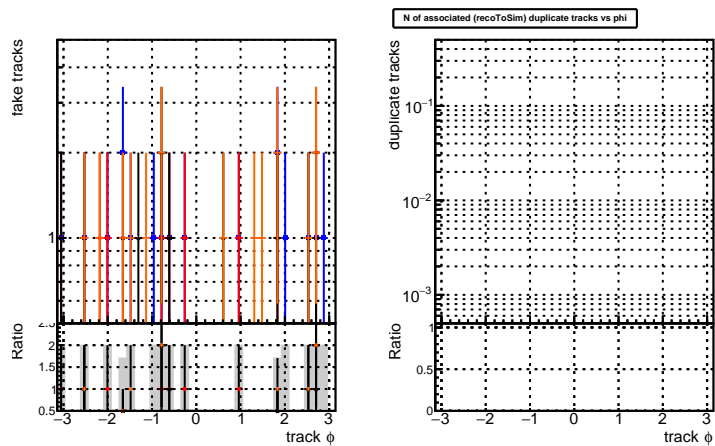 N of associated (recoToSim) duplicate tracks vs phi
fake tracks
1
Ratio
2.5
2
1.5
1
0.5
−3 −2 −1 0 1 2 3
track ϕ
duplicate tracks
10−1
10−2
10−3
Ratio
1
0.5
0
−3 −2 −1 0 1 2 3
track ϕ